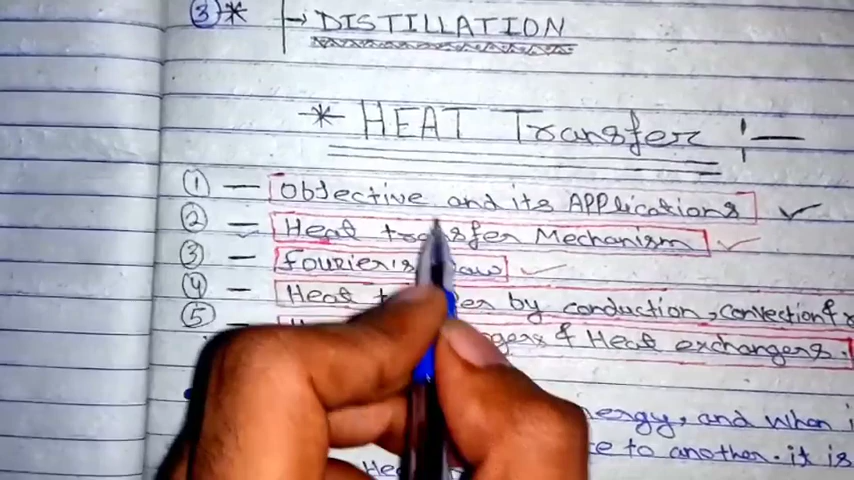 ③ * → DISTILLATION
* HEAT Transfer :—
① — Objective and its APPlications ✓
② — Heat transfer Mechanism ✓
③ — fourier's Law ✓
④ — Heat by conduction, convection &
⑤ — & Heat exchangers.
energy, and when i
to another. it is
Hea